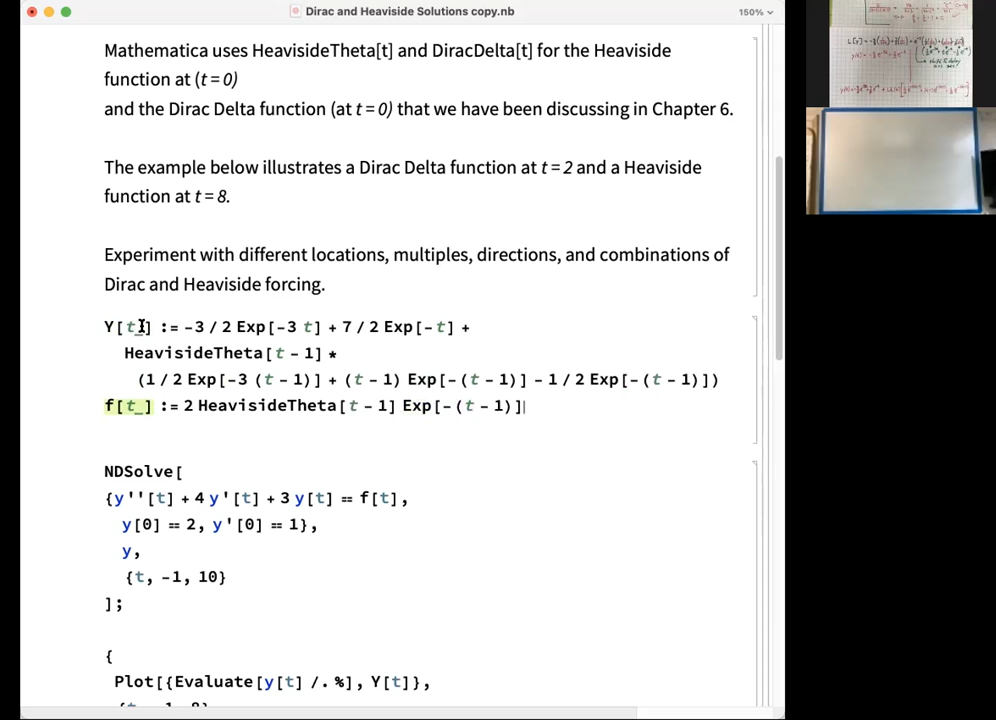 Dirac and Heaviside Solutions copy.nb
150%
Mathematica uses HeavisideTheta[t] and DiracDelta[t] for the Heaviside
function at (t = 0)
and the Dirac Delta function (at t = 0) that we have been discussing in Chapter 6.
The example below illustrates a Dirac Delta function at t = 2 and a Heaviside
function at t = 8.
Experiment with different locations, multiples, directions, and combinations of
Dirac and Heaviside forcing.
Y[t_] := -3 / 2 Exp[-3 t] + 7 / 2 Exp[-t] +
HeavisideTheta[t - 1] *
(1 / 2 Exp[-3 (t - 1)] + (t - 1) Exp[-(t - 1)] - 1 / 2 Exp[-(t - 1)])
f[t_] := 2 HeavisideTheta[t - 1] Exp[-(t - 1)]
NDSolve[
{y''[t] + 4 y'[t] + 3 y[t] == f[t],
y[0] == 2, y'[0] == 1},
y,
{t, -1, 10}
];
{
Plot[{Evaluate[y[t] /. %], Y[t]},